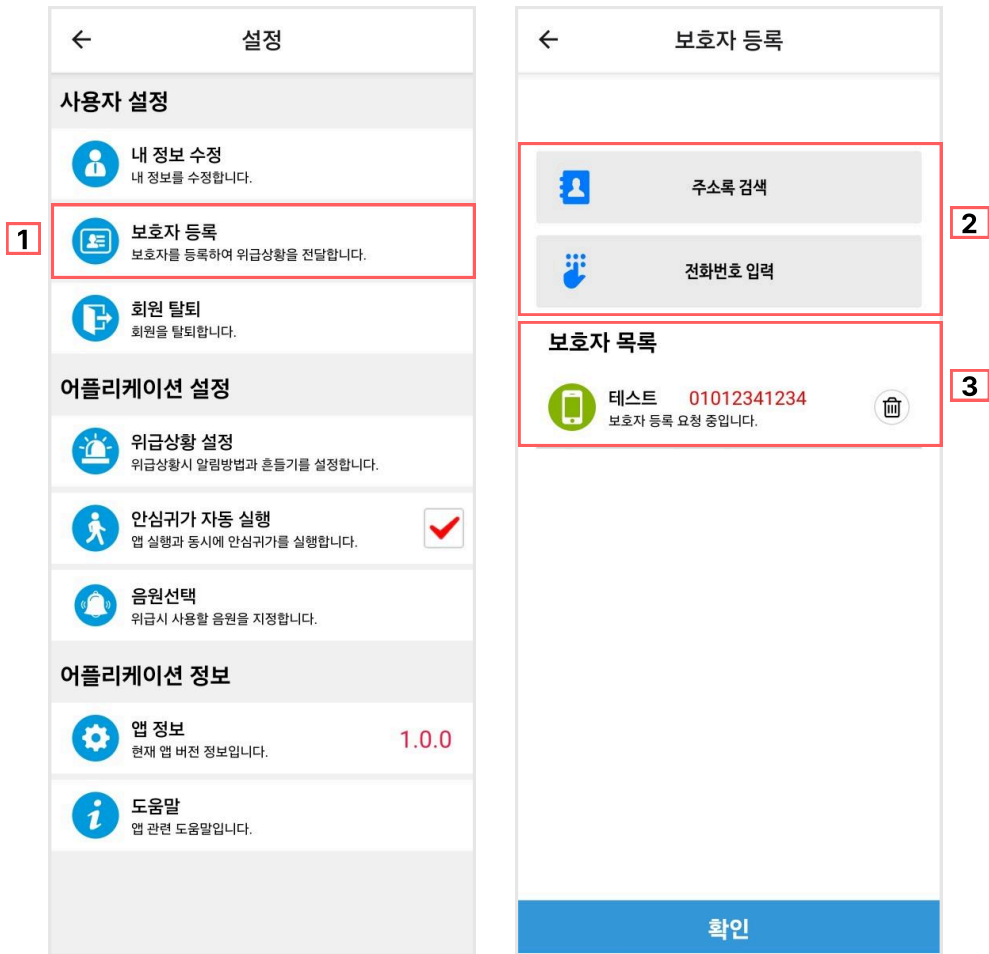 설정
사용자 설정
내 정보 수정
내 정보를 수정합니다.
1
보호자 등록
보호자를 등록하여 위급상황을 전달합니다.
회원 탈퇴
회원을 탈퇴합니다.
어플리케이션 설정
위급상황 설정
위급상황시 알림방법과 흔들기를 설정합니다.
안심귀가 자동 실행
앱 실행과 동시에 안심귀가를 실행합니다.
음원선택
위급시 사용할 음원을 지정합니다.
어플리케이션 정보
앱 정보
현재 앱 버전 정보입니다.
1.0.0
도움말
앱 관련 도움말입니다.
보호자 등록
주소록 검색
전화번호 입력
2
보호자 목록
테스트 01012341234
보호자 등록 요청 중입니다.
3
확인